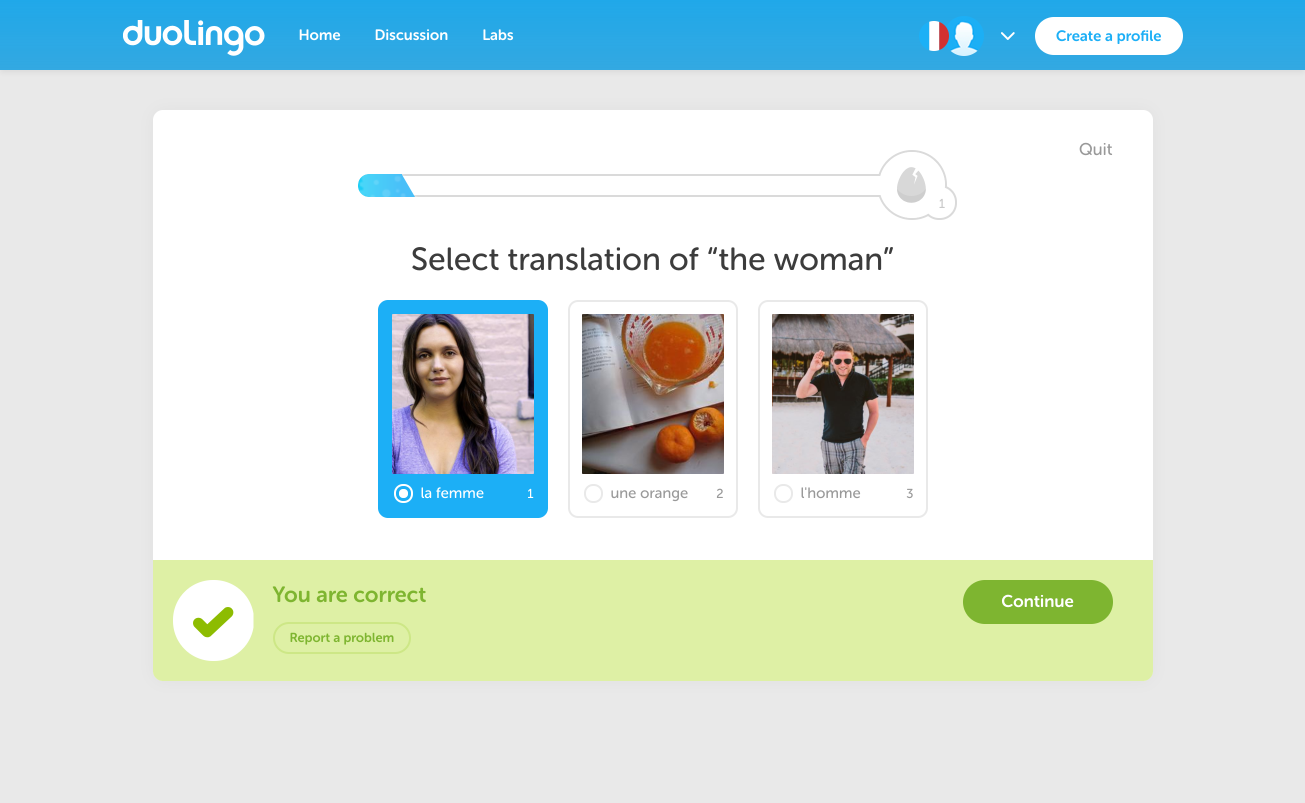 duolingo
Home
Discussion
Labs
Create a profile
Quit
1
Select translation of “the woman”
la femme 1
une orange 2
l'homme 3
You are correct
Report a problem
Continue